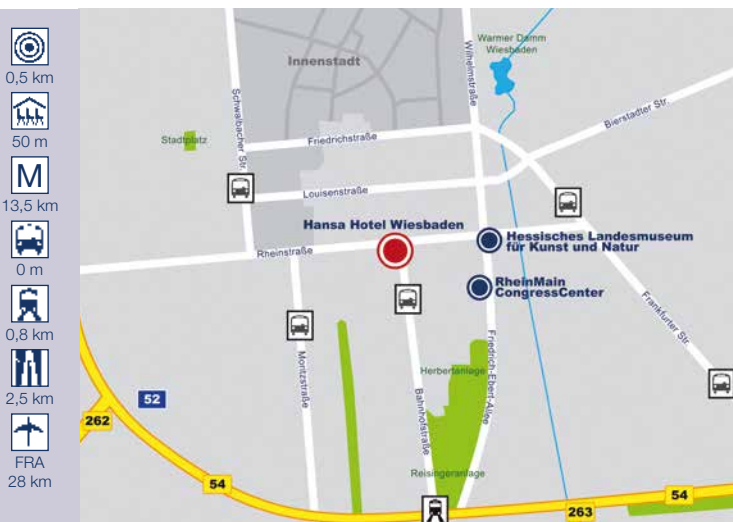 0,5 km
50 m
M
13,5 km
0 m
0,8 km
2,5 km
FRA
28 km
Innenstadt
Warmer Damm
Wiesbaden
Wilhelmstraße
Schwalbacher Str.
Stadtplatz
Friedrichstraße
Bierstadter Str.
Louisenstraße
Hansa Hotel Wiesbaden
Hessisches Landesmuseum
für Kunst und Natur
Rheinstraße
RheinMain
CongressCenter
Frankfurter Str.
Moritzstraße
Friedrich-Ebert-Allee
Herbertanlage
Bahnhofstraße
52
262
Reisingeranlage
54
54
263